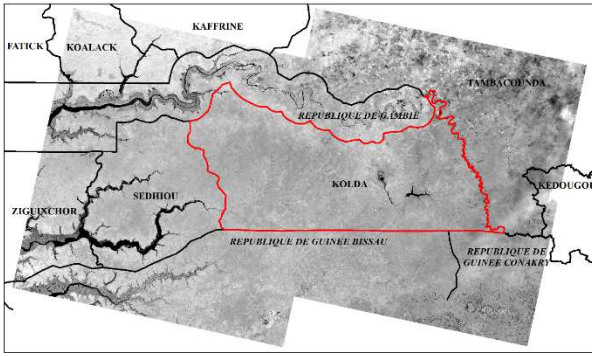 KAFFRINE
FATICK
KOALACK
TAMBACOUNDA
REPUBLIQUE DE GAMBIE
KOLDA
KEDOUGOU
SEDHIOU
ZIGUINCHOR
REPUBLIQUE DE GUINEE BISSAU
REPUBLIQUE DE
GUINEE CONAKRY